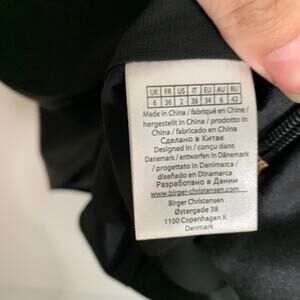 UK FR US IT EU AU RU
6 36 2 38 34 6 42
Made in China / fabriqué en Chine /
hergestellt in China / prodotto in
China / fabricado en China
Сделано в Китае
Designed in / conçu dans
Danemark / entworfen in Dänemark
/ progettato in Danimarca /
diseñado en Dinamarca
Разработано в Дании
www.birger-christensen.com
Birger Christensen
Østergade 38
1100 Copenhagen K
Denmark